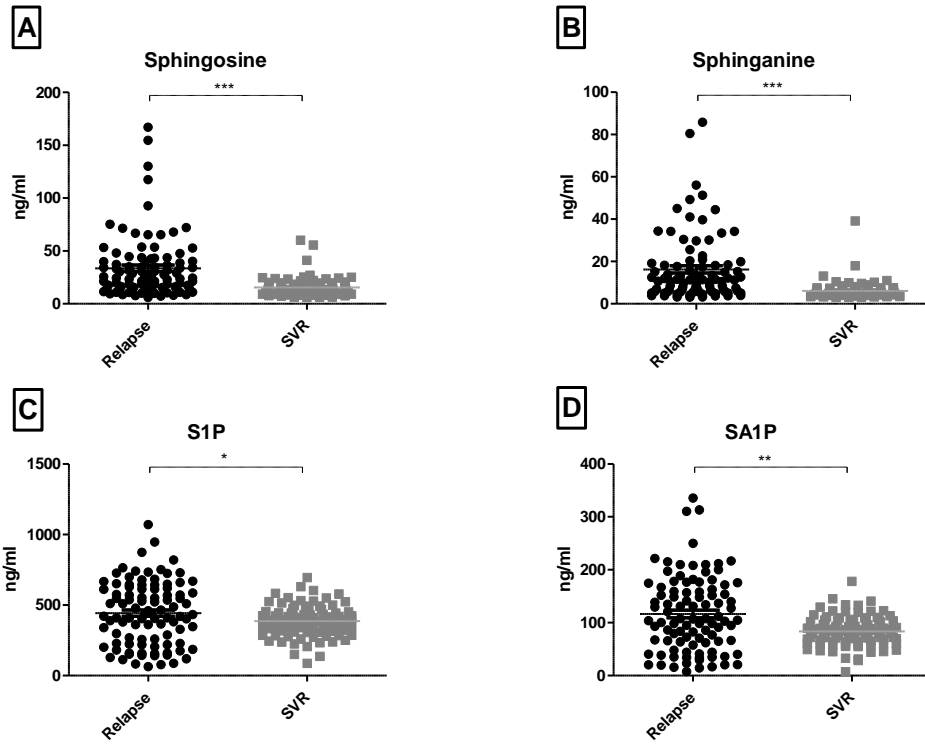 A
Sphingosine
***
200
150
100
50
0
ng/ml
Relapse
SVR
B
Sphinganine
***
100
80
60
40
20
0
ng/ml
Relapse
SVR
C
S1P
*
1500
1000
500
0
ng/ml
Relapse
SVR
D
SA1P
**
400
300
200
100
0
ng/ml
Relapse
SVR